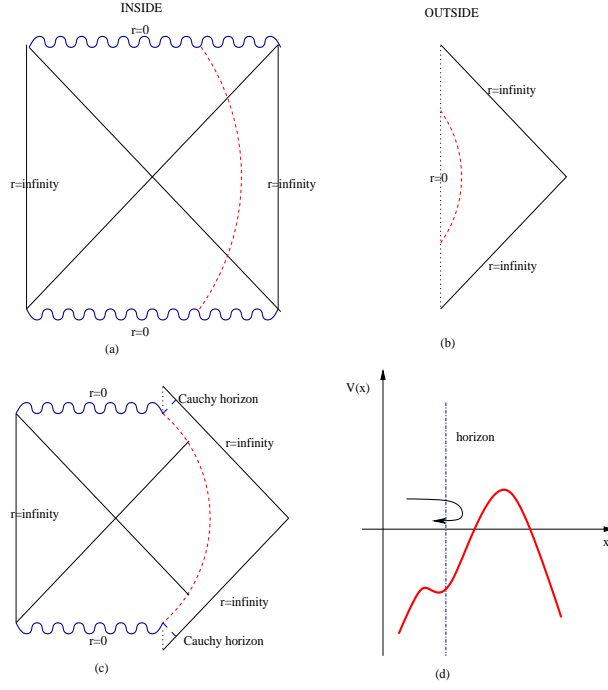 INSIDE
r=0
r=infinity
r=infinity
r=0
(a)
OUTSIDE
r=infinity
r=0
r=infinity
(b)
r=0
Cauchy horizon
r=infinity
r=infinity
r=infinity
Cauchy horizon
r=0
(c)
V(x)
horizon
x
(d)